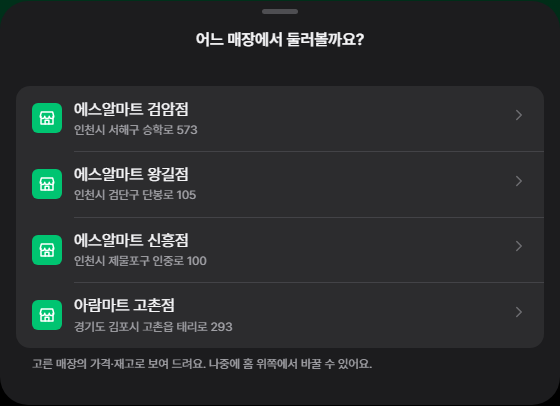 어느 매장에서 둘러볼까요?
에스알마트 검암점
인천시 서해구 승학로 573
에스알마트 왕길점
인천시 검단구 단봉로 105
에스알마트 신흥점
인천시 제물포구 인중로 100
아람마트 고촌점
경기도 김포시 고촌읍 태리로 293
고른 매장의 가격·재고로 보여 드려요. 나중에 홈 위쪽에서 바꿀 수 있어요.